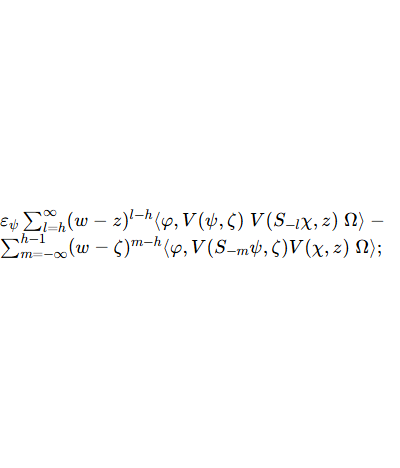 ε_ψ ∑_{l=h}^{∞}(w − z)^{l−h}⟨φ, V(ψ, ζ) V(S_{−l}χ, z) Ω⟩ −
∑_{m=−∞}^{h−1}(w − ζ)^{m−h}⟨φ, V(S_{−m}ψ, ζ)V(χ, z) Ω⟩;